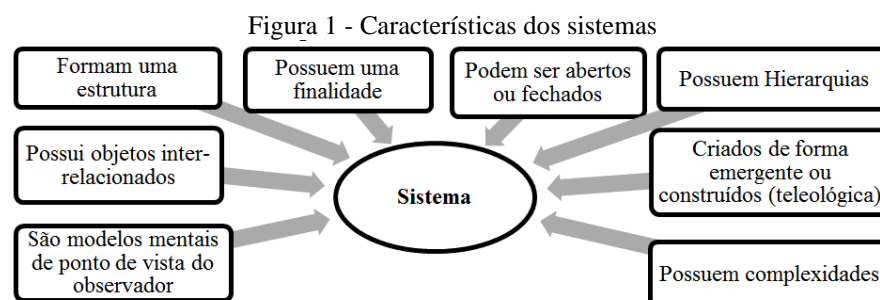 Figura 1 - Características dos sistemas
Formam uma
estrutura
Possuem uma
finalidade
Podem ser abertos
ou fechados
Possuem Hierarquias
Possui objetos inter-
relacionados
Sistema
Criados de forma
emergente ou
construídos (teleológica)
São modelos mentais
de ponto de vista do
observador
Possuem complexidades